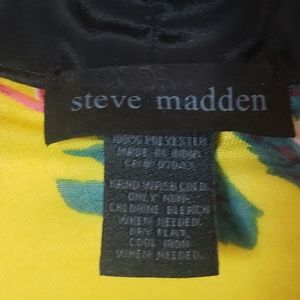 steve madden
100% POLYESTER
MADE IN INDIA
HAND WASH COLD.
ONLY NON-
CHLORINE BLEACH
WHEN NEEDED.
DRY FLAT.
COOL IRON
WHEN NEEDED.